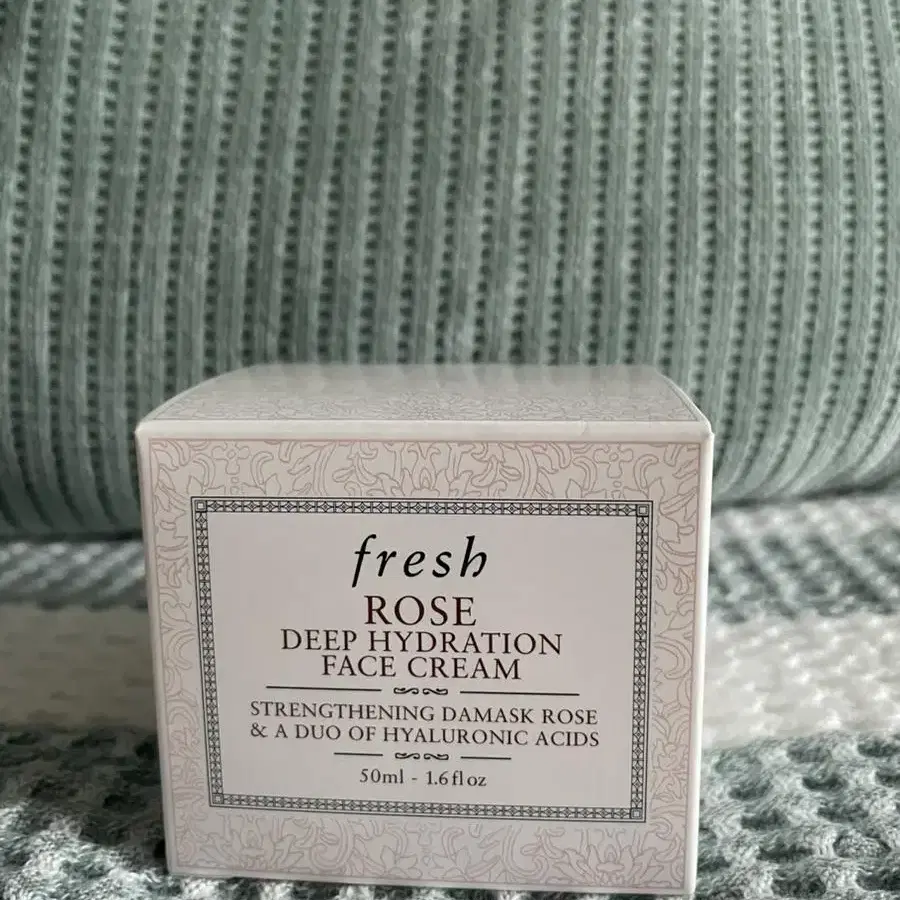 fresh
ROSE
DEEP HYDRATION
FACE CREAM
STRENGTHENING DAMASK ROSE
& A DUO OF HYALURONIC ACIDS
50ml - 1.6 fl oz